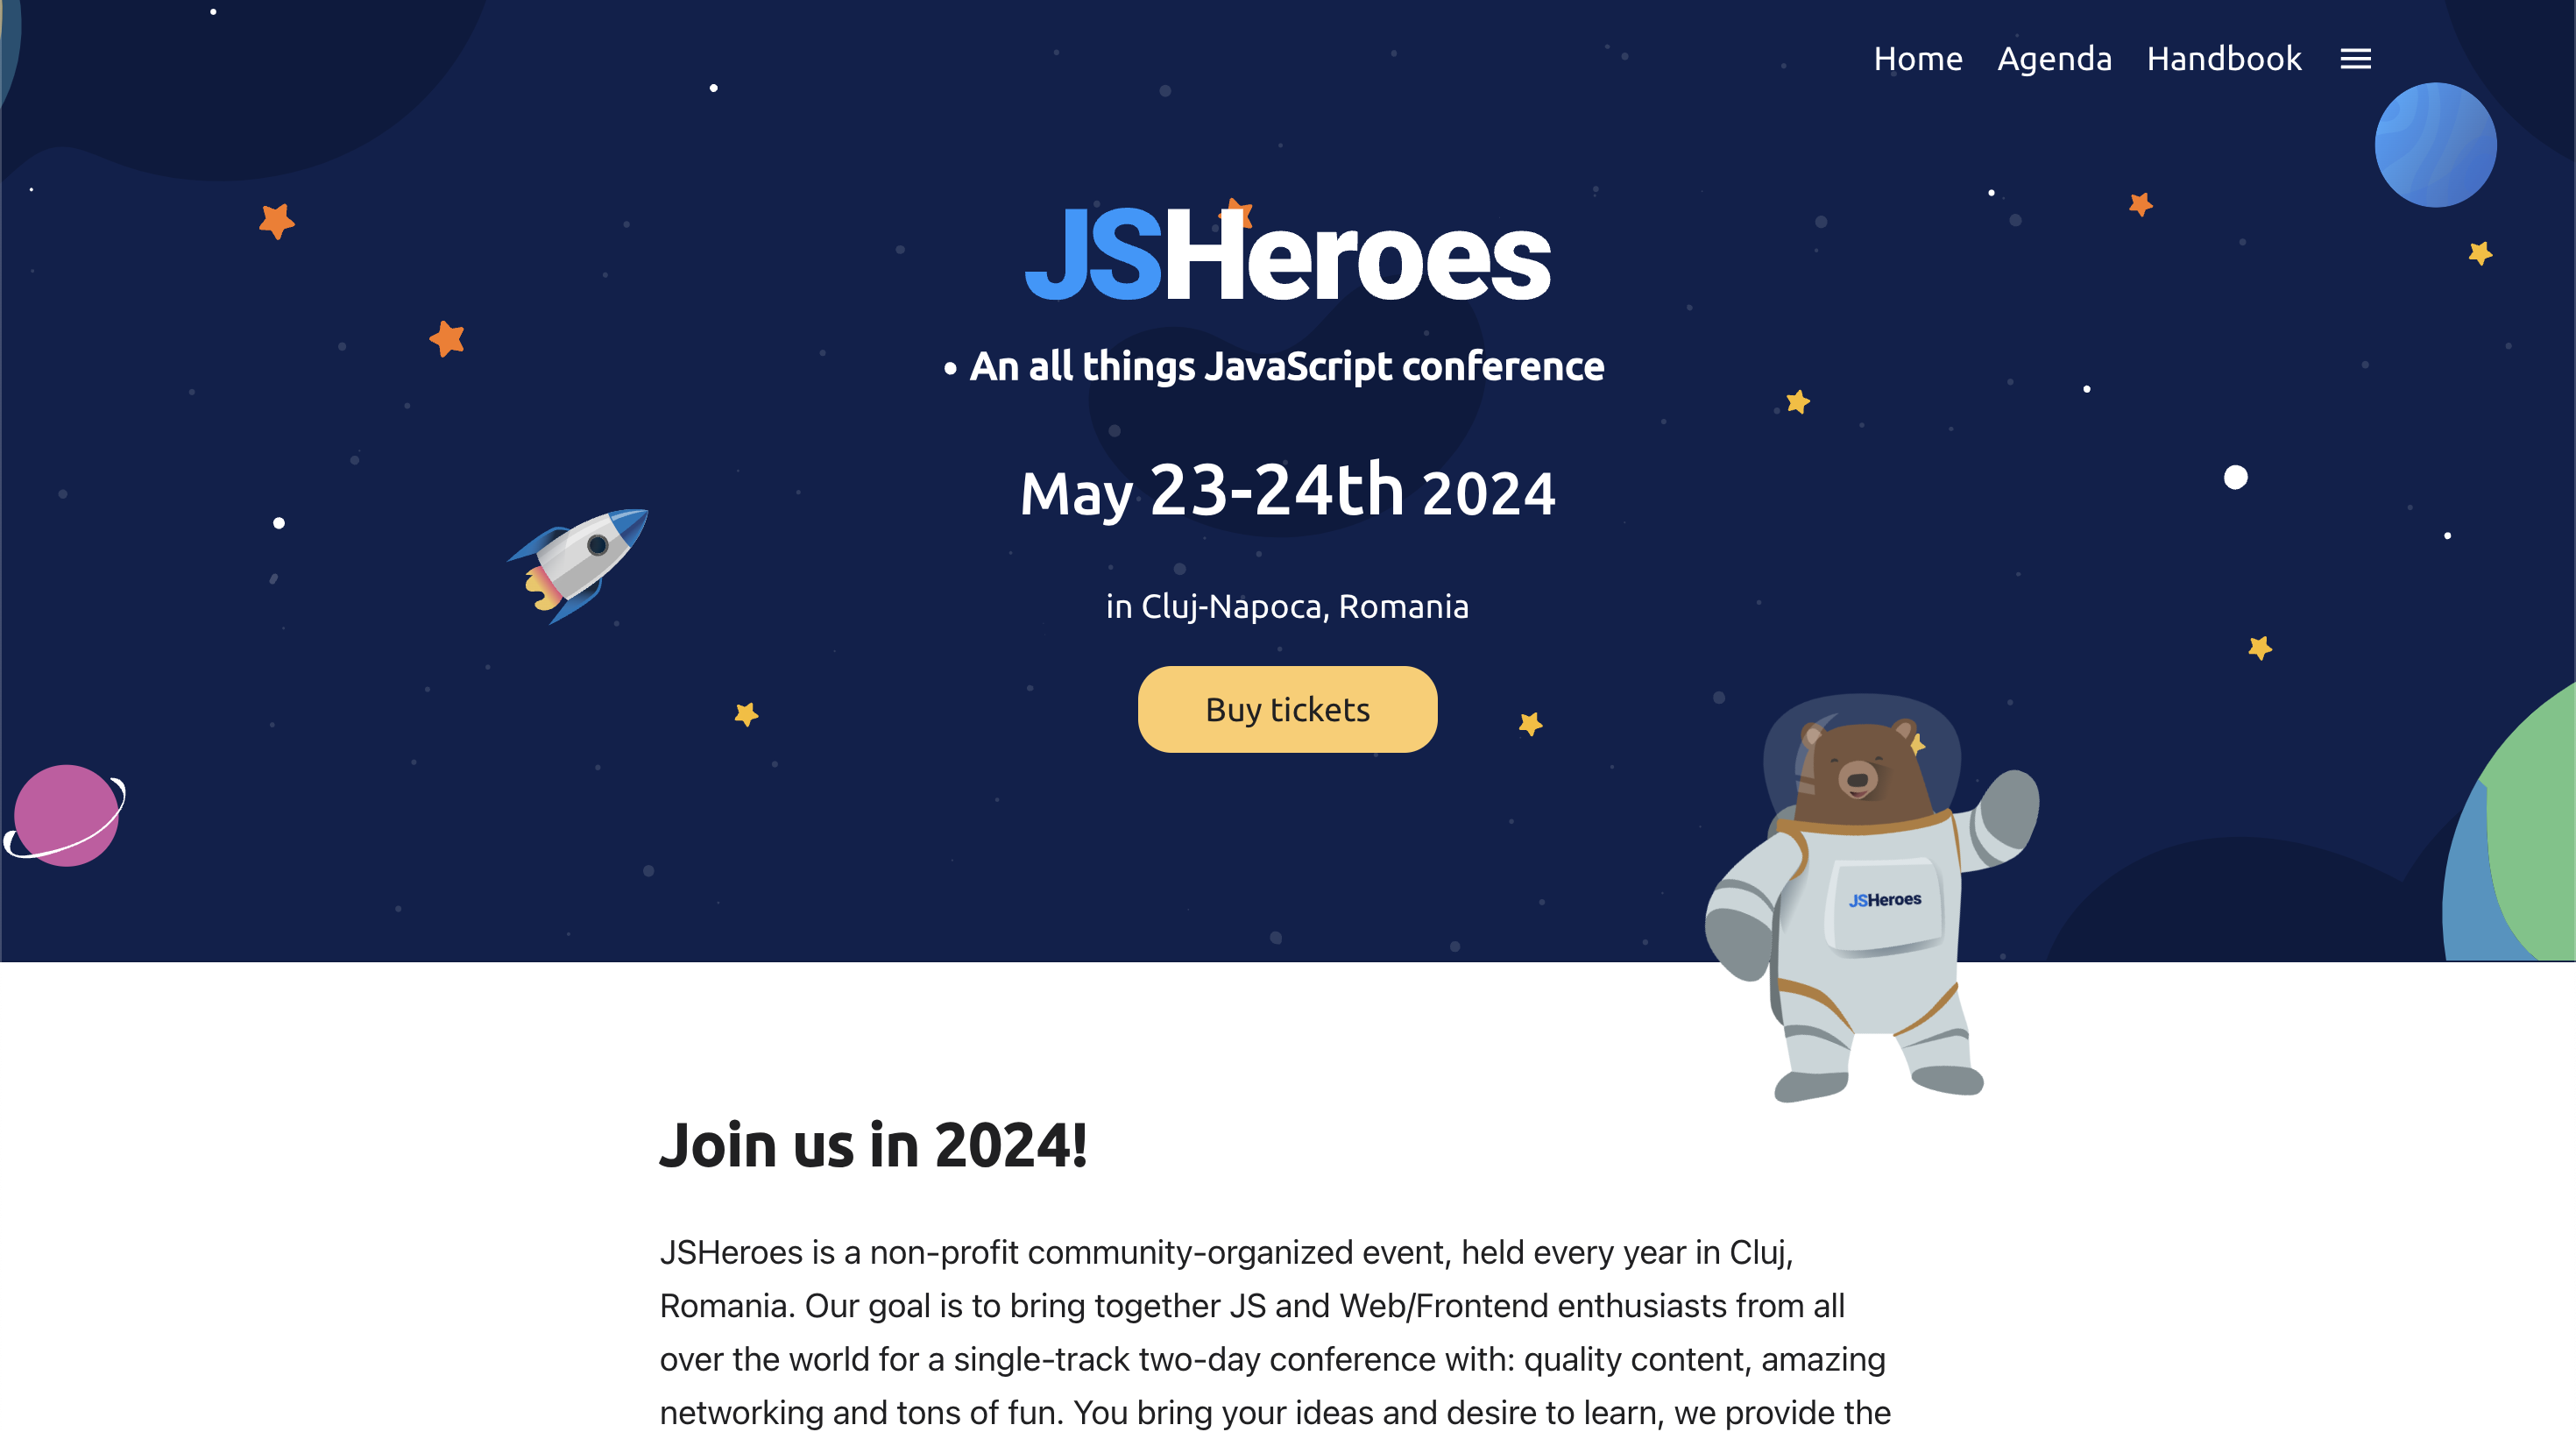 Home Agenda Handbook
JSHeroes
• An all things JavaScript conference
May 23-24th 2024
in Cluj-Napoca, Romania
Buy tickets
JSHeroes
Join us in 2024!
JSHeroes is a non-profit community-organized event, held every year in Cluj,
Romania. Our goal is to bring together JS and Web/Frontend enthusiasts from all
over the world for a single-track two-day conference with: quality content, amazing
networking and tons of fun. You bring your ideas and desire to learn, we provide the